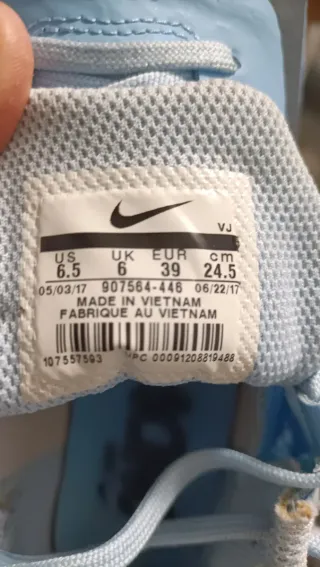 VJ
US UK EUR cm
6.5 6 39 24.5
05/03/17 907564-446 06/22/17
MADE IN VIETNAM
FABRIQUE AU VIETNAM
107557593 UPC 00091208819488